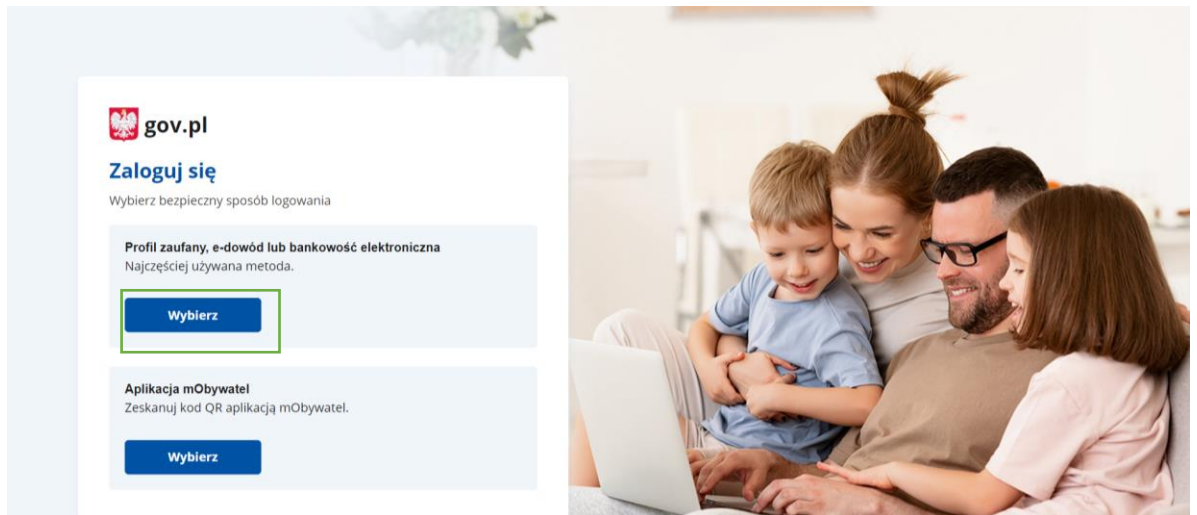 gov.pl
Zaloguj się
Wybierz bezpieczny sposób logowania
Profil zaufany, e-dowód lub bankowość elektroniczna
Najczęściej używana metoda.
Wybierz
Aplikacja mObywatel
Zeskanuj kod QR aplikacją mObywatel.
Wybierz